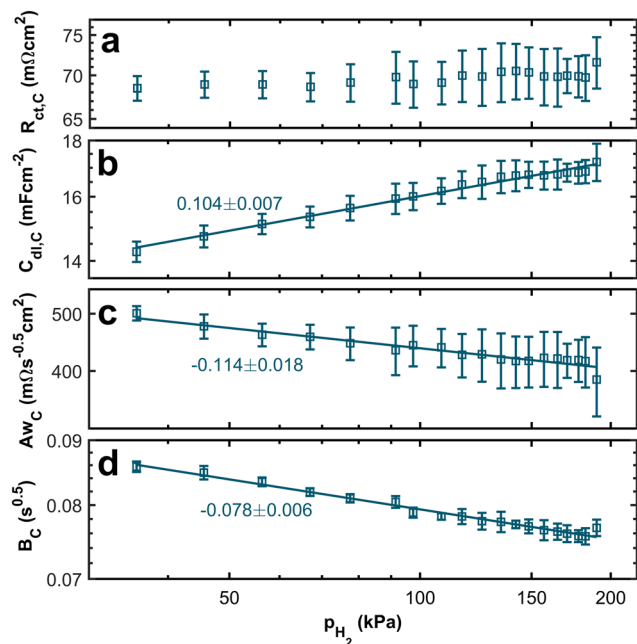 a
R_ct,C (mΩcm²)
75
70
65
b
C_dl,C (mFcm⁻²)
18
16
14
0.104±0.007
c
Aw_C (mΩs⁻⁰·⁵cm²)
500
400
-0.114±0.018
d
B_C (s⁰·⁵)
0.09
0.08
0.07
-0.078±0.006
50 100 150 200
p_H₂ (kPa)